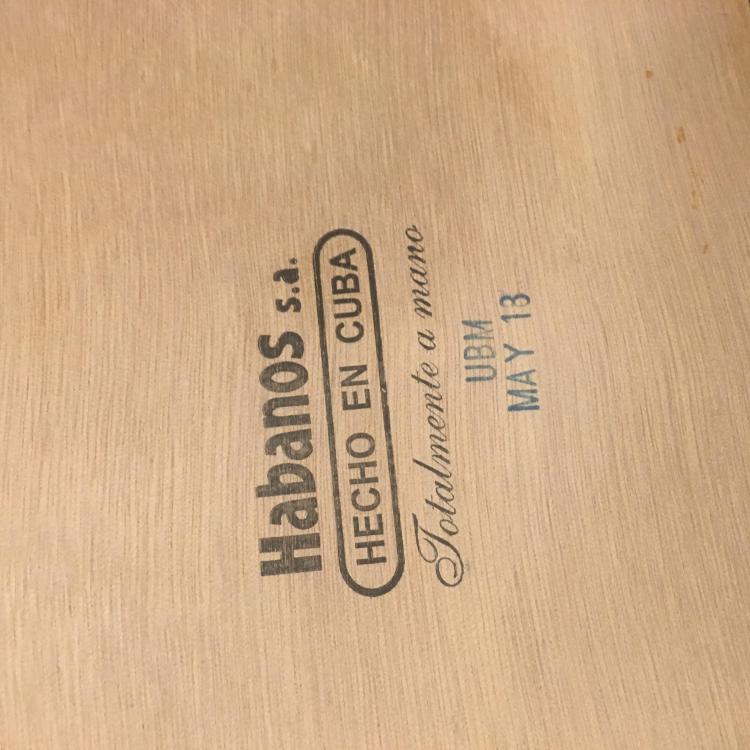 Habanos s.a.
HECHO EN CUBA
Totalmente a mano
UBM
MAY 13